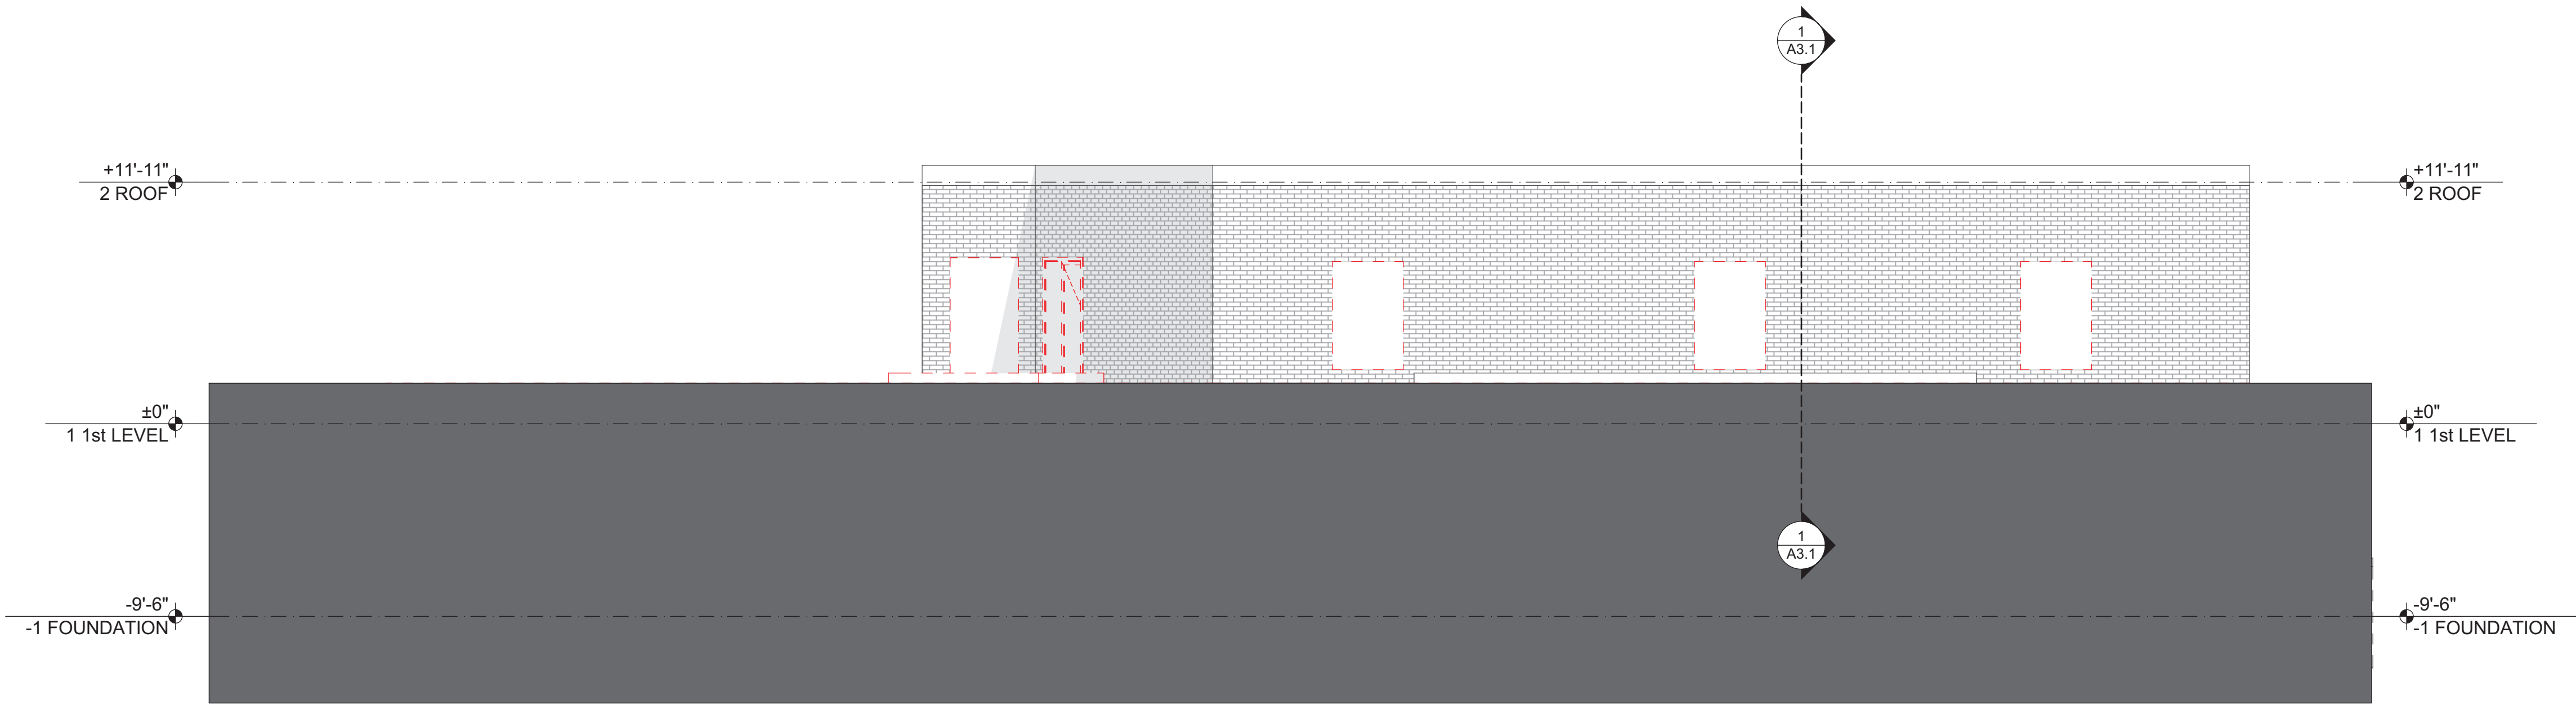 1
A3.1
+11'-11"
2 ROOF
+11'-11"
2 ROOF
±0"
1 1st LEVEL
±0"
1 1st LEVEL
1
A3.1
-9'-6"
-1 FOUNDATION
-9'-6"
-1 FOUNDATION